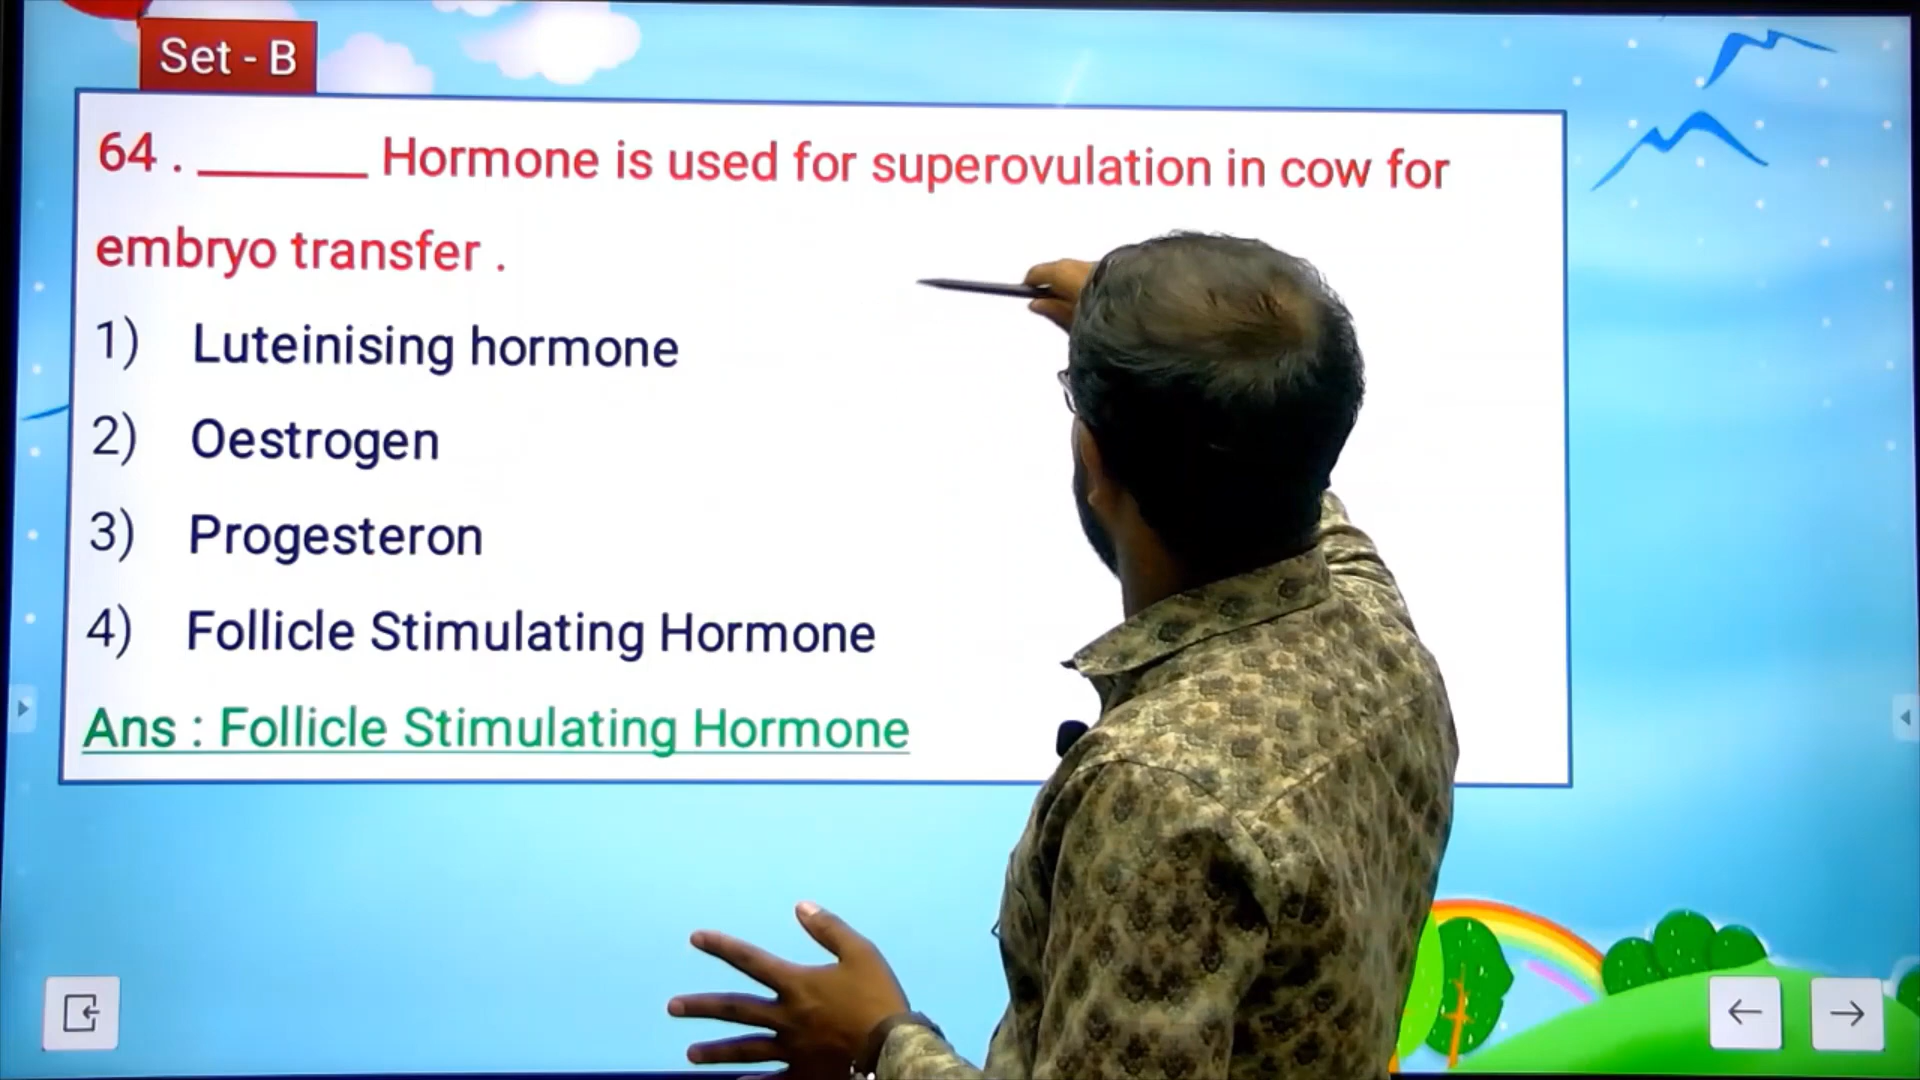 Set - B
64 . ______ Hormone is used for superovulation in cow for
embryo transfer .
1) Luteinising hormone
2) Oestrogen
3) Progesteron
4) Follicle Stimulating Hormone
Ans : Follicle Stimulating Hormone